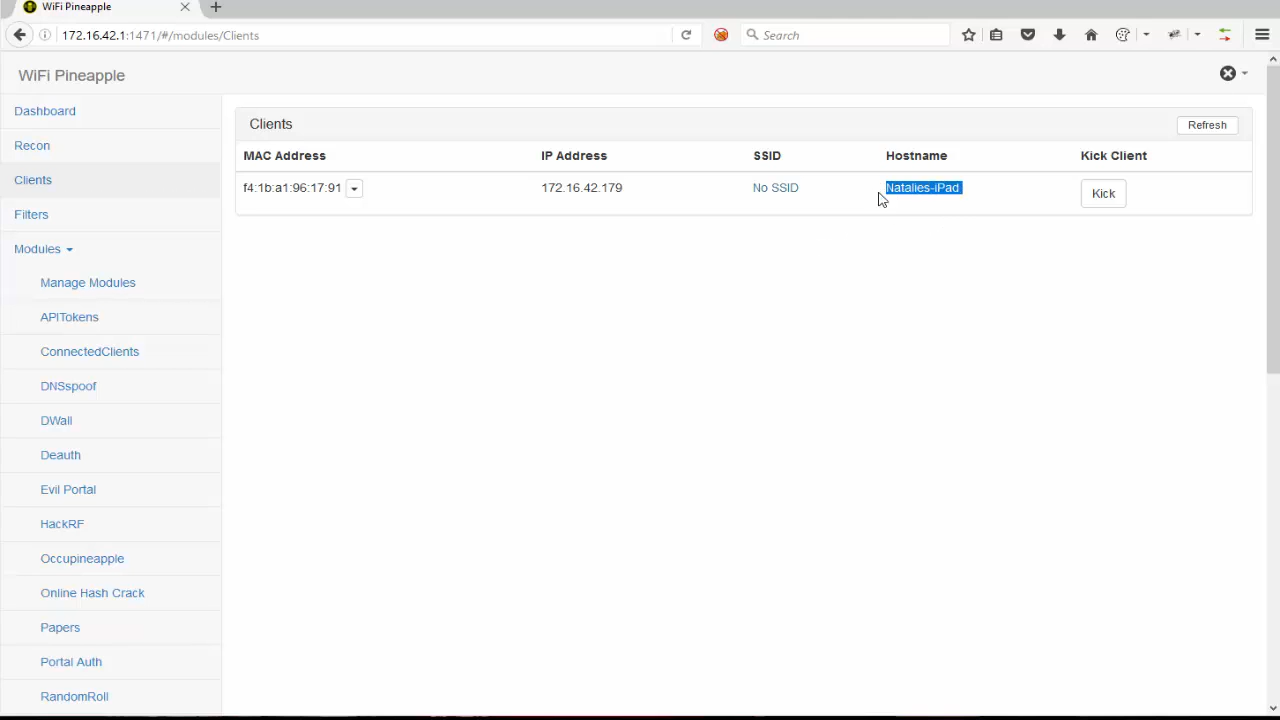 WiFi Pineapple
172.16.42.1:1471/#/modules/Clients
Search
WiFi Pineapple
Dashboard
Recon
Clients
Filters
Modules
Manage Modules
APITokens
ConnectedClients
DNSspoof
DWall
Deauth
Evil Portal
HackRF
Occupineapple
Online Hash Crack
Papers
Portal Auth
RandomRoll
Clients
Refresh
MAC Address IP Address SSID Hostname Kick Client
f4:1b:a1:96:17:91 172.16.42.179 No SSID Natalies-iPad Kick